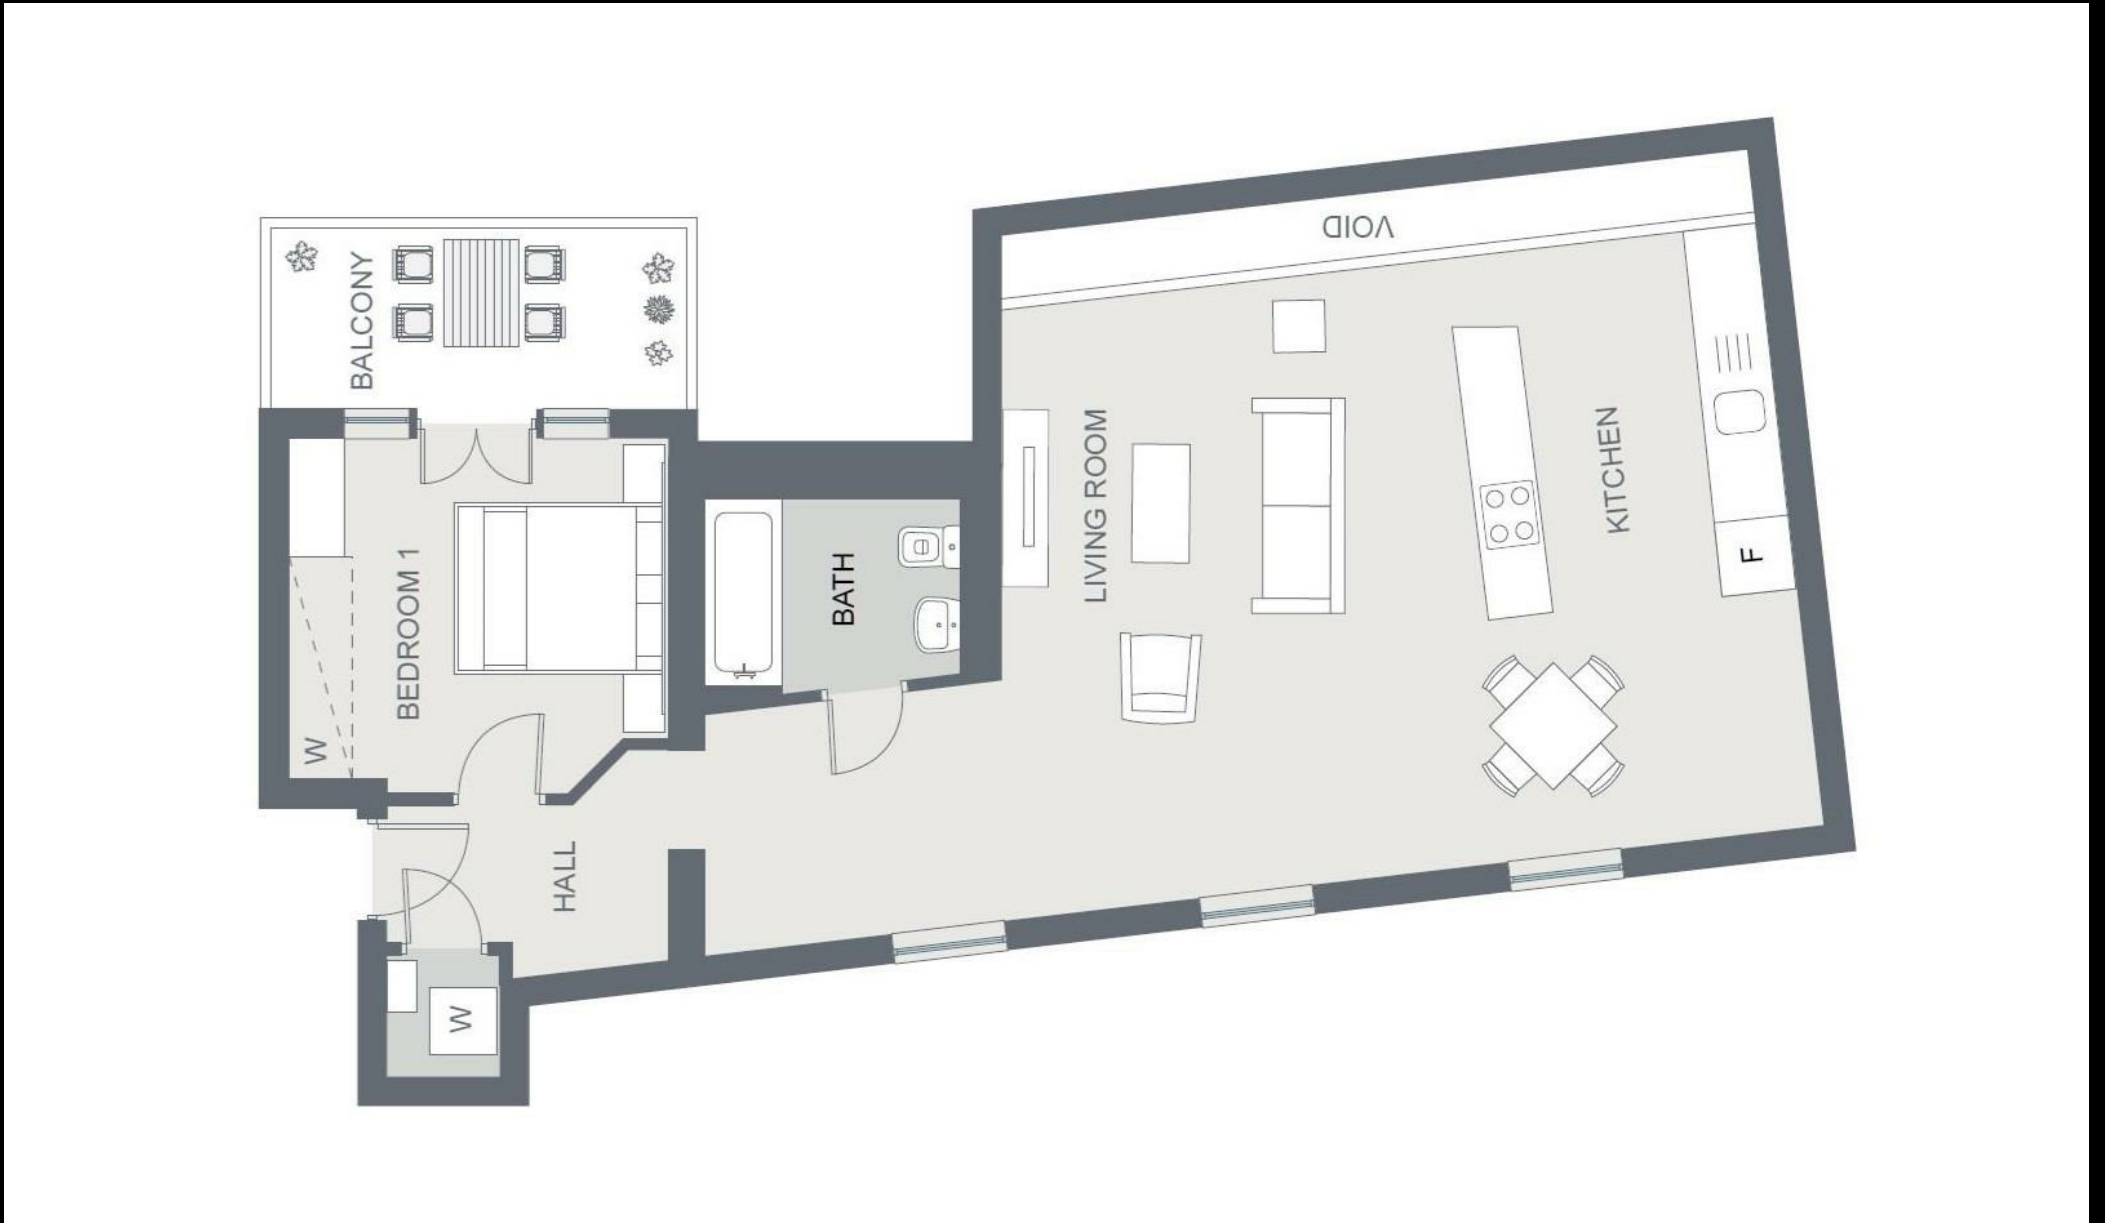 VOID
BALCONY
LIVING ROOM
KITCHEN
F
BATH
BEDROOM 1
W
HALL
W